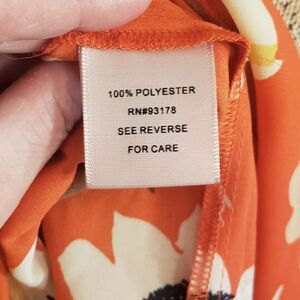 100% POLYESTER
RN#93178
SEE REVERSE
FOR CARE